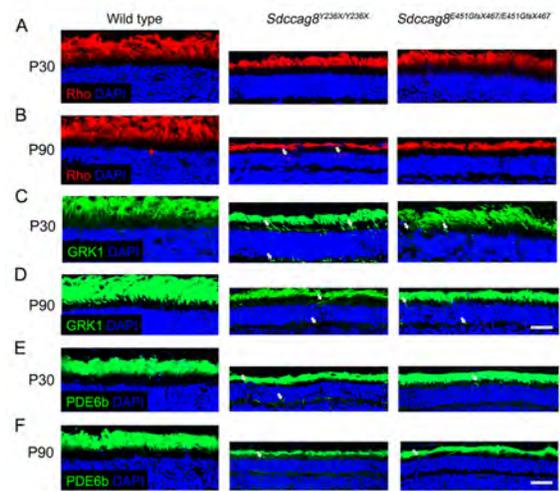 Wild type Sdccag8Y236X/Y236X Sdccag8E451GfsX467/E451GfsX467
A
P30
Rho DAPI
B
P90
Rho DAPI
C
P30
GRK1 DAPI
D
P90
GRK1 DAPI
E
P30
PDE6b DAPI
F
P90
PDE6b DAPI